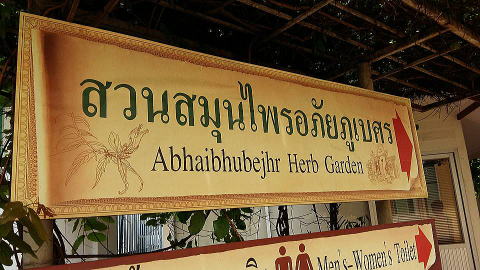 สวนสมุนไพรอภัยภูเบศร
Abhaibhubejhr Herb Garden
Men's-Women's Toilet